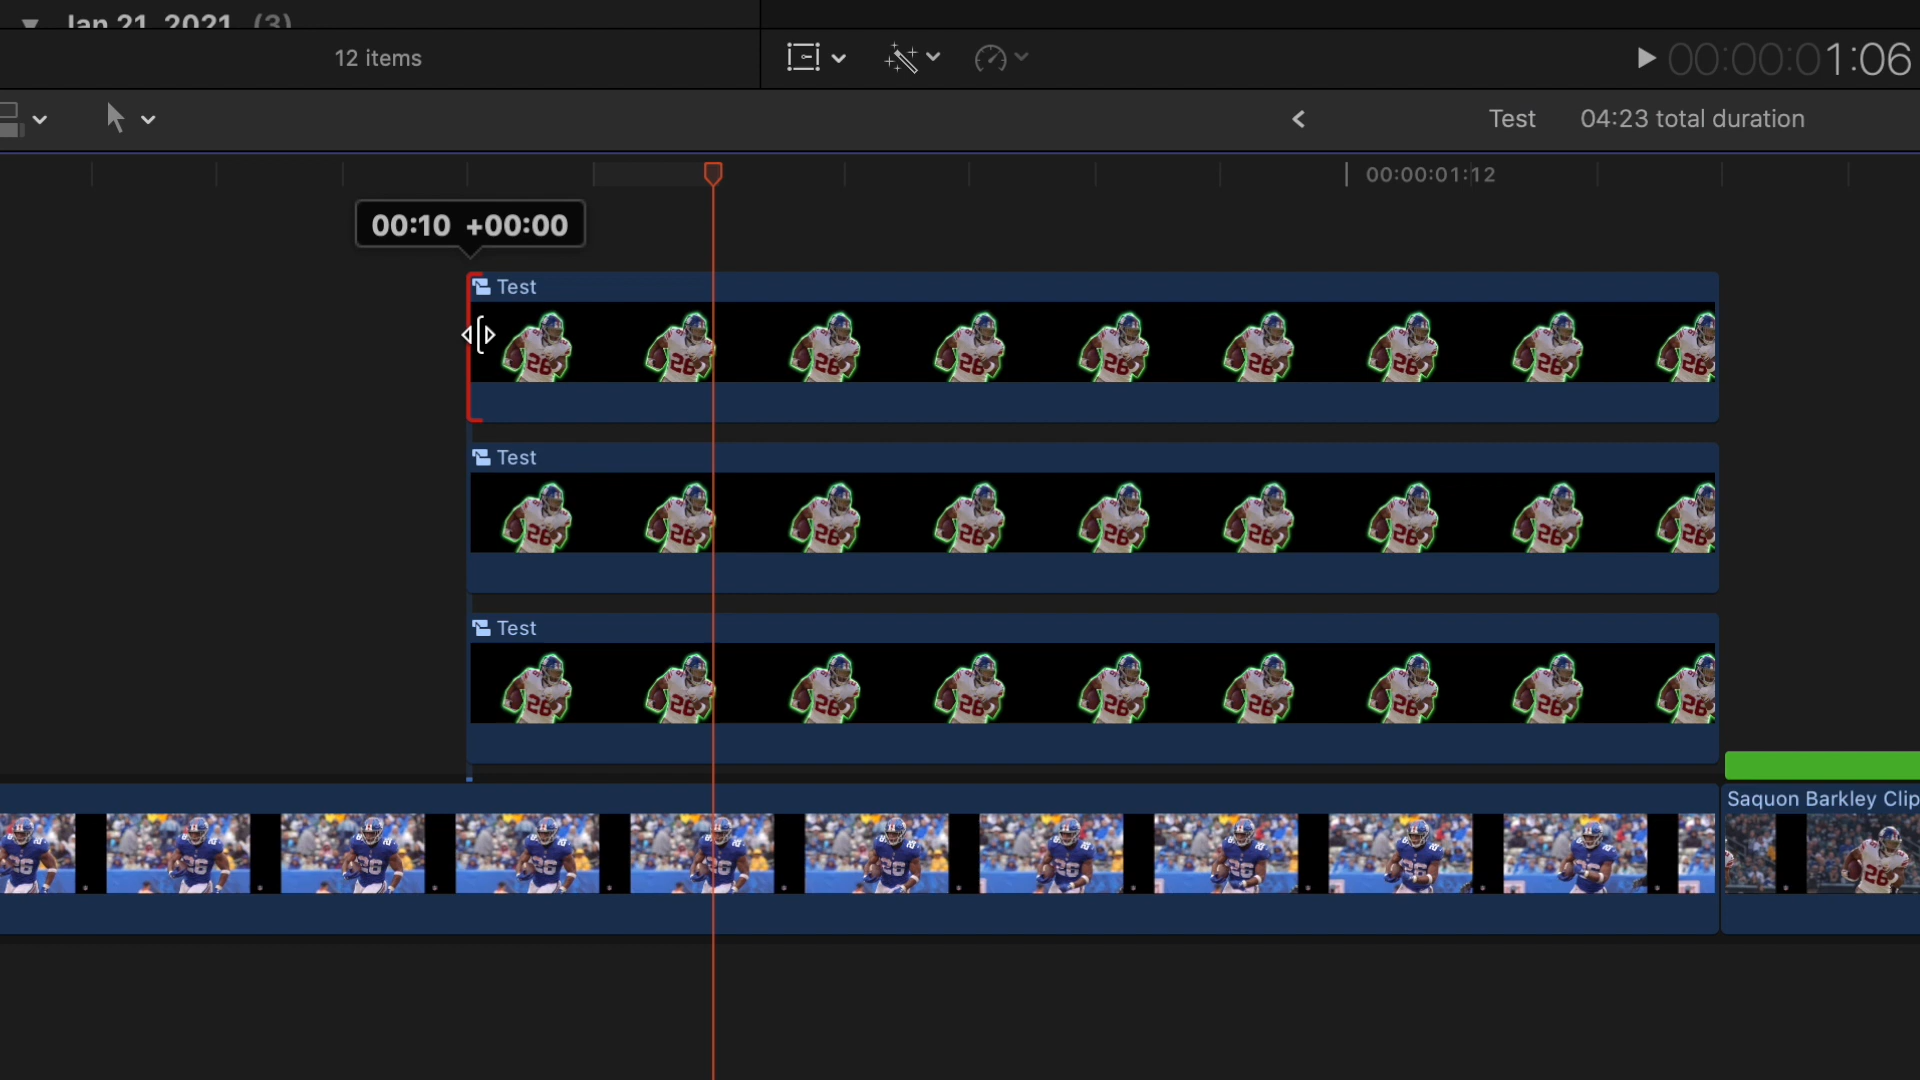 Jan 21, 2021 (3)
12 items
00:00:01:06
Test 04:23 total duration
00:00:01:12
00:10 +00:00
Test
Test
Test
Saquon Barkley Clip